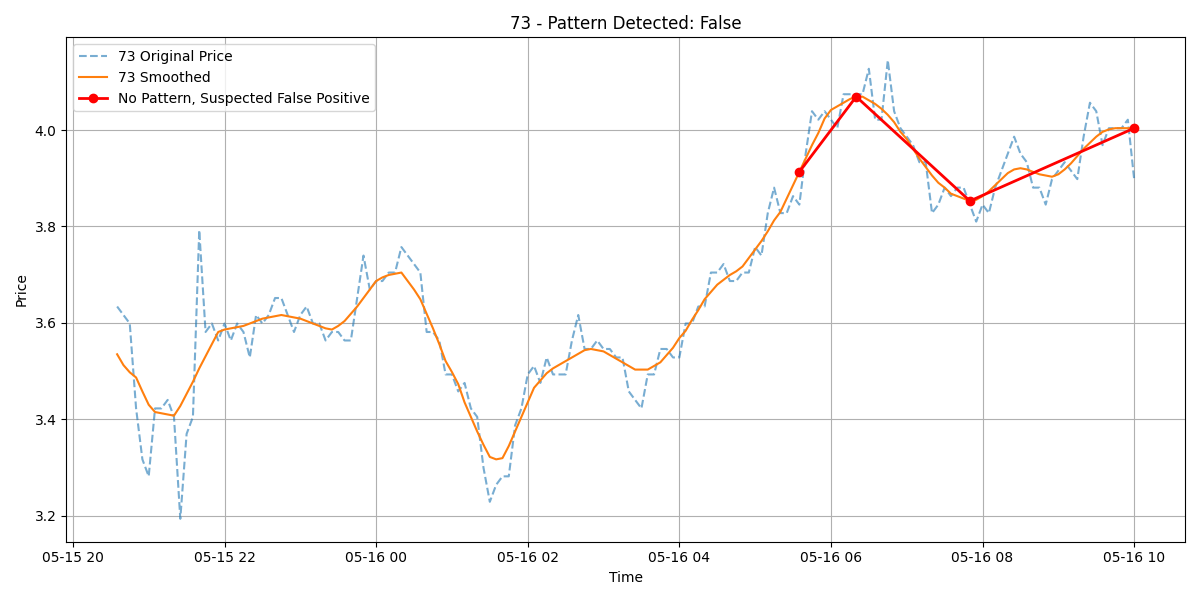 73 - Pattern Detected: False
73 Original Price
73 Smoothed
No Pattern, Suspected False Positive
Price
4.0
3.8
3.6
3.4
3.2
05-15 20
05-15 22
05-16 00
05-16 02
05-16 04
05-16 06
05-16 08
05-16 10
Time